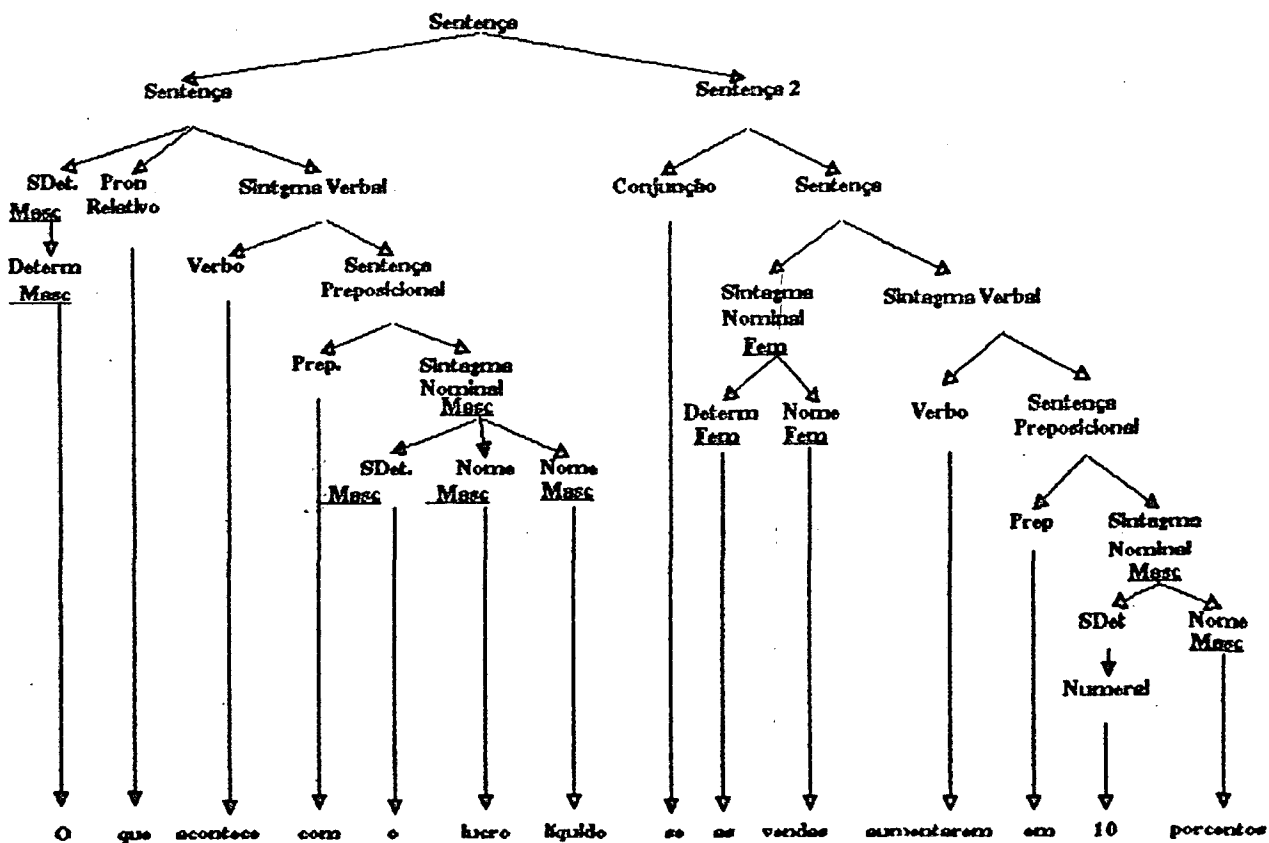 Sentença
Sentença Sentença 2
SDet. Pron Sintgma Verbal Conjunção Sentença
Masc Relativo
Determ Verbo Sentença
Masc Preposicional
Sintagma Sintagma Verbal
Nominal
Fem
Prep. Sintagma
Nominal
Masc
Determ Nome Verbo Sentença
Fem Fem Preposicional
SDet. Nome Nome
Masc Masc Masc
Prep Sintagma
Nominal
Masc
SDet Nome
Masc
Numeral
O que acontece com o lucro líquido se as vendas aumentarem em 10 porcentos